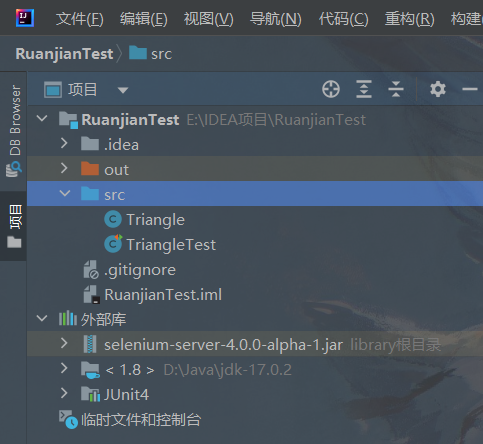 文件(F) 编辑(E) 视图(V) 导航(N) 代码(C) 重构(R) 构建
RuanjianTest src
项目
DB Browser
项目
RuanjianTest E:\IDEA项目\RuanjianTest
.idea
out
src
Triangle
TriangleTest
.gitignore
RuanjianTest.iml
外部库
selenium-server-4.0.0-alpha-1.jar library根目录
< 1.8 > D:\Java\jdk-17.0.2
JUnit4
临时文件和控制台